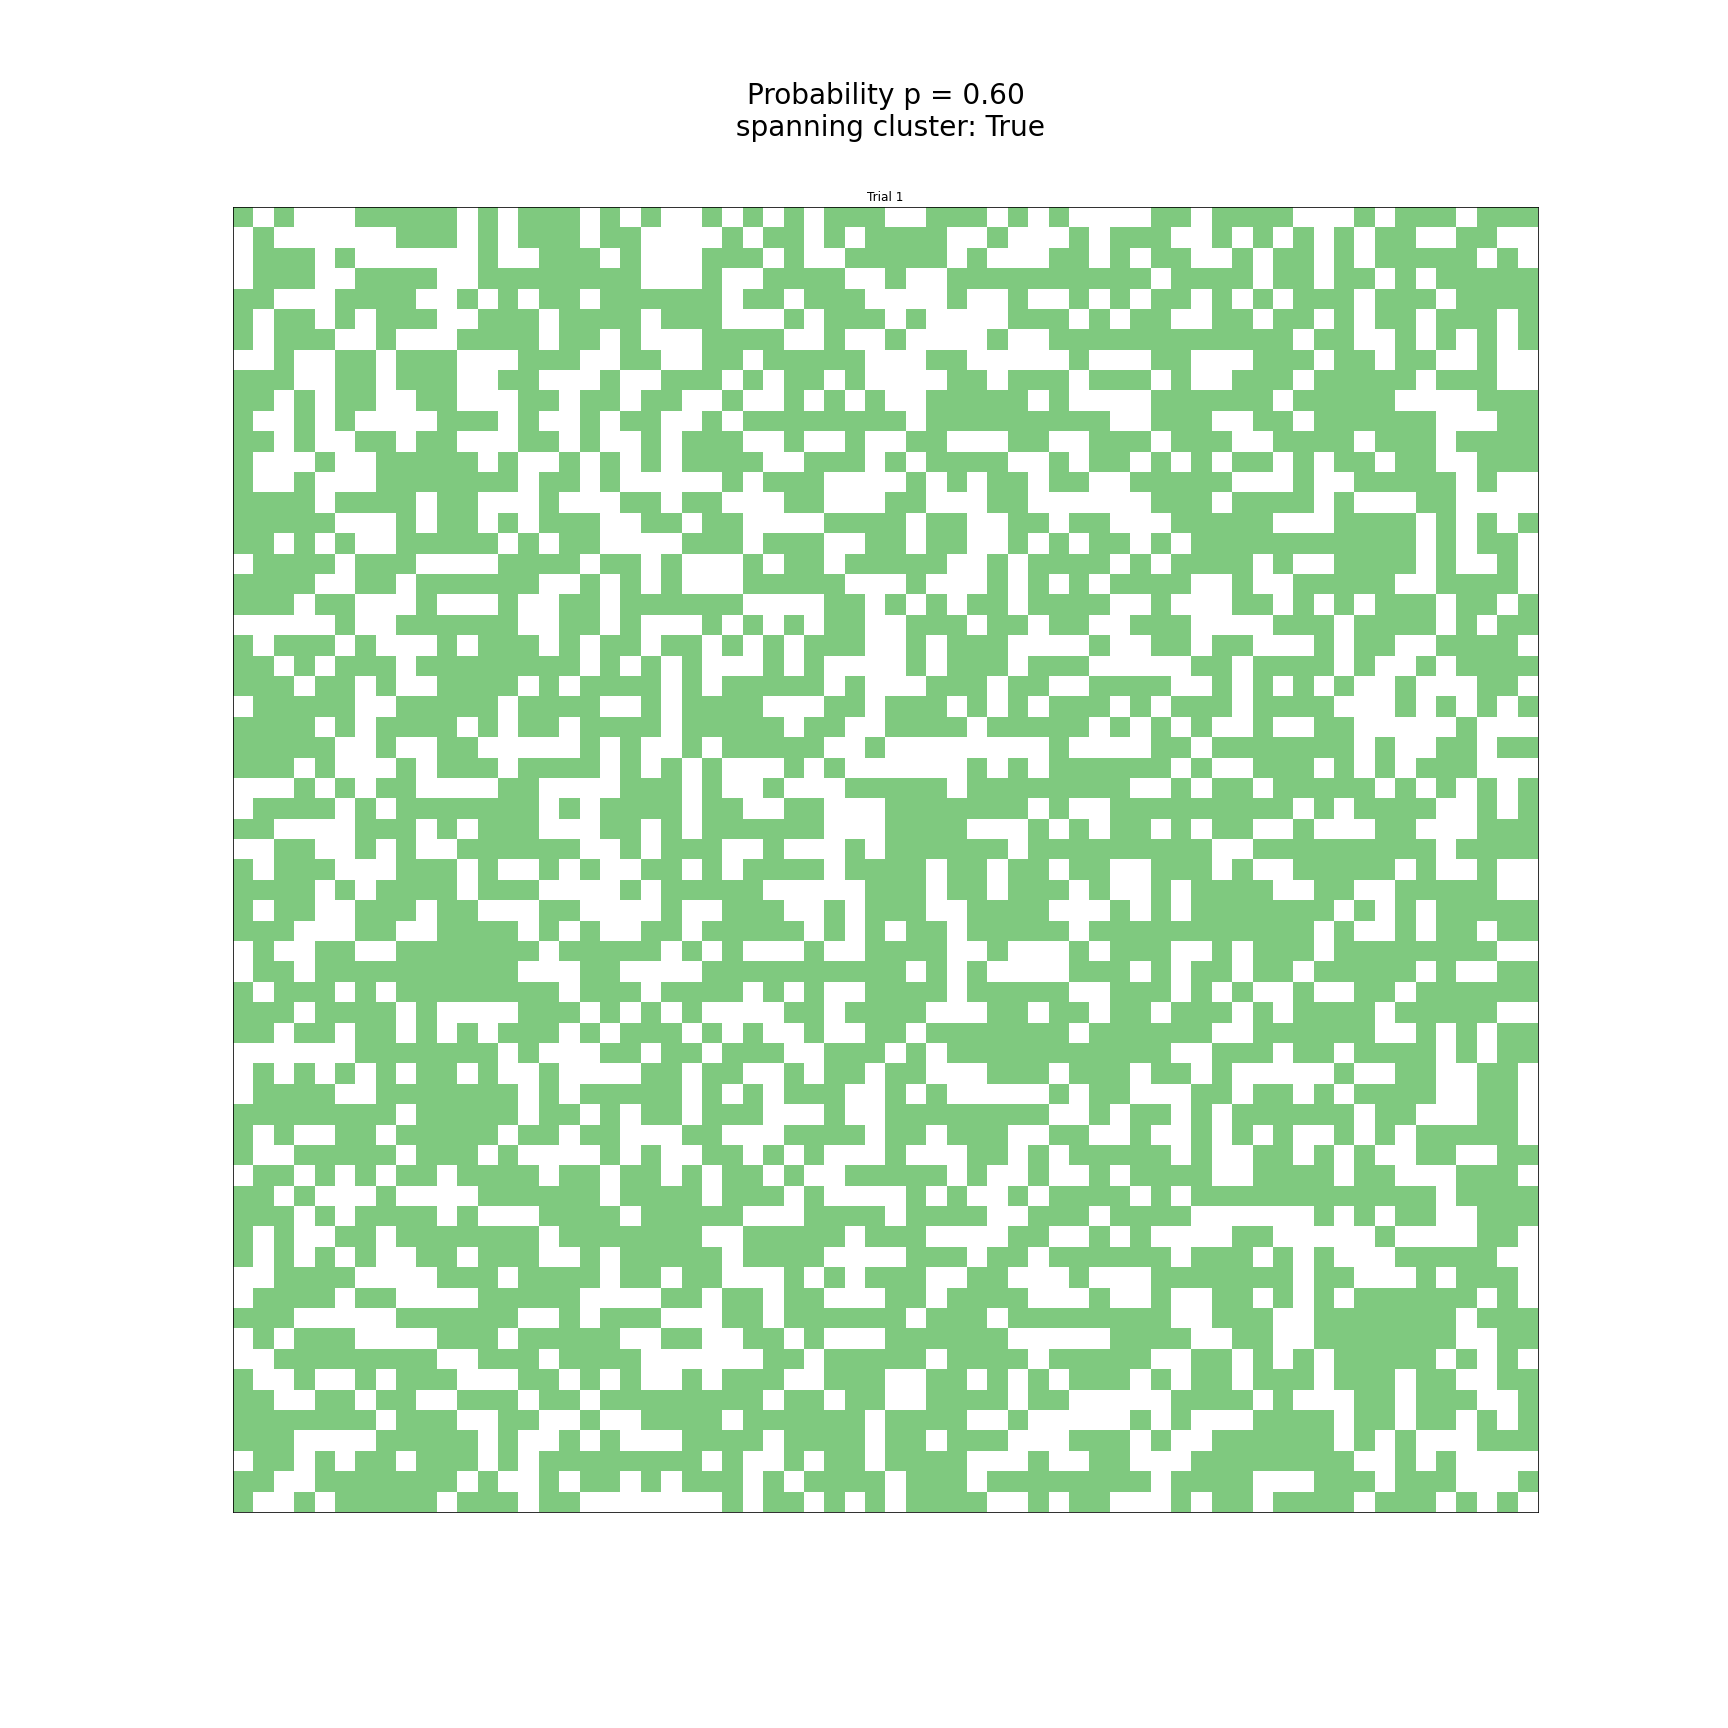 Probability p = 0.60
spanning cluster: True
Trial 1